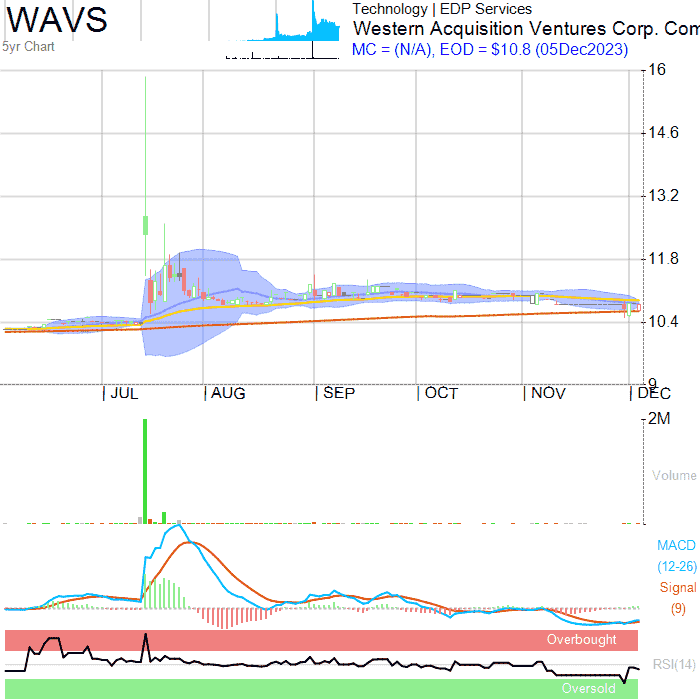 WAVS
5yr Chart
Technology | EDP Services
Western Acquisition Ventures Corp. Com
MC = (N/A), EOD = $10.8 (05Dec2023)
16
14.6
13.2
11.8
10.4
9
JUL AUG SEP OCT NOV DEC
2M
Volume
MACD
(12-26)
Signal
(9)
Overbought
RSI(14)
Oversold